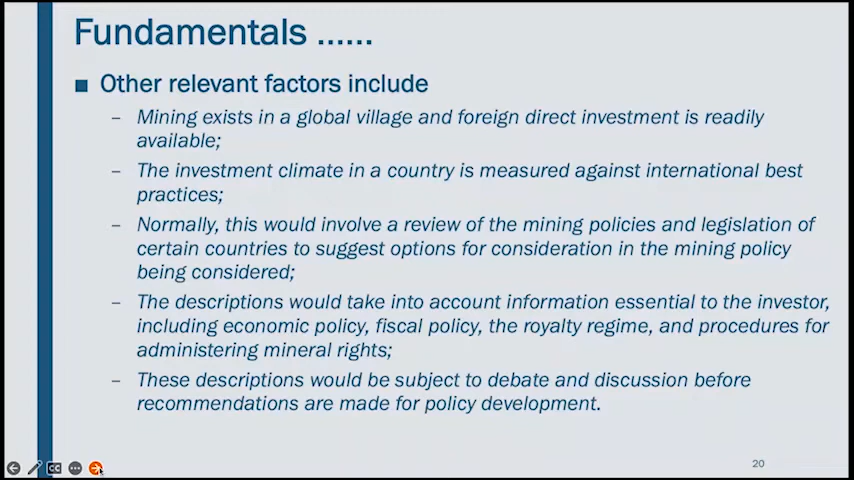 Fundamentals ......
■ Other relevant factors include
– Mining exists in a global village and foreign direct investment is readily
available;
– The investment climate in a country is measured against international best
practices;
– Normally, this would involve a review of the mining policies and legislation of
certain countries to suggest options for consideration in the mining policy
being considered;
– The descriptions would take into account information essential to the investor,
including economic policy, fiscal policy, the royalty regime, and procedures for
administering mineral rights;
– These descriptions would be subject to debate and discussion before
recommendations are made for policy development.
CC
20